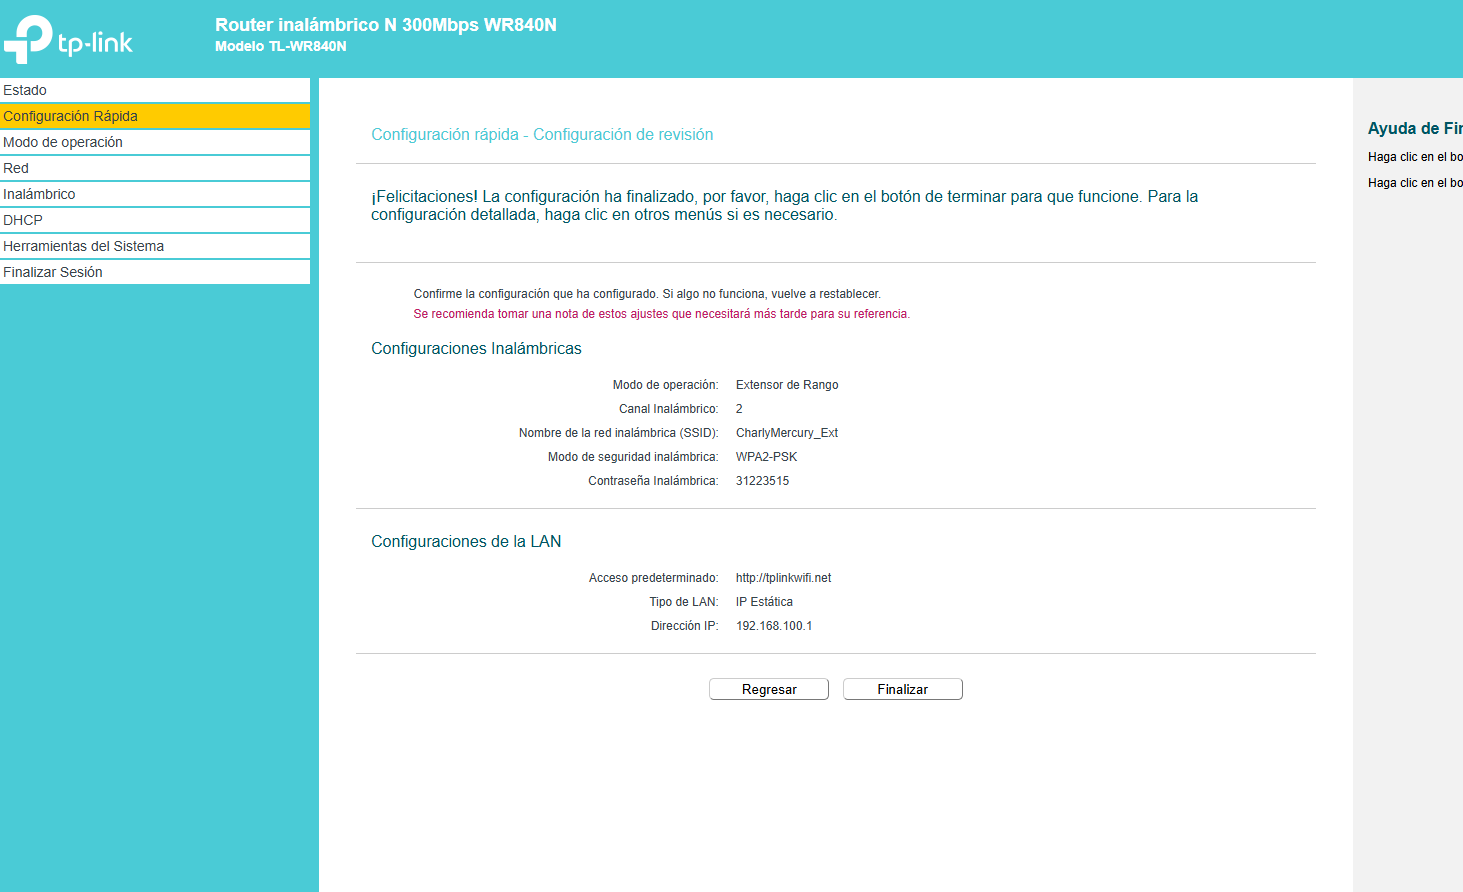 tp-link
Router inalámbrico N 300Mbps WR840N
Modelo TL-WR840N
Estado
Configuración Rápida
Modo de operación
Red
Inalámbrico
DHCP
Herramientas del Sistema
Finalizar Sesión
Configuración rápida - Configuración de revisión
¡Felicitaciones! La configuración ha finalizado, por favor, haga clic en el botón de terminar para que funcione. Para la
configuración detallada, haga clic en otros menús si es necesario.
Confirme la configuración que ha configurado. Si algo no funciona, vuelve a restablecer.
Se recomienda tomar una nota de estos ajustes que necesitará más tarde para su referencia.
Configuraciones Inalámbricas
Modo de operación: Extensor de Rango
Canal Inalámbrico: 2
Nombre de la red inalámbrica (SSID): CharlyMercury_Ext
Modo de seguridad inalámbrica: WPA2-PSK
Contraseña Inalámbrica: 31223515
Configuraciones de la LAN
Acceso predeterminado: http://tplinkwifi.net
Tipo de LAN: IP Estática
Dirección IP: 192.168.100.1
Regresar Finalizar
Ayuda de Fin
Haga clic en el bo
Haga clic en el bo